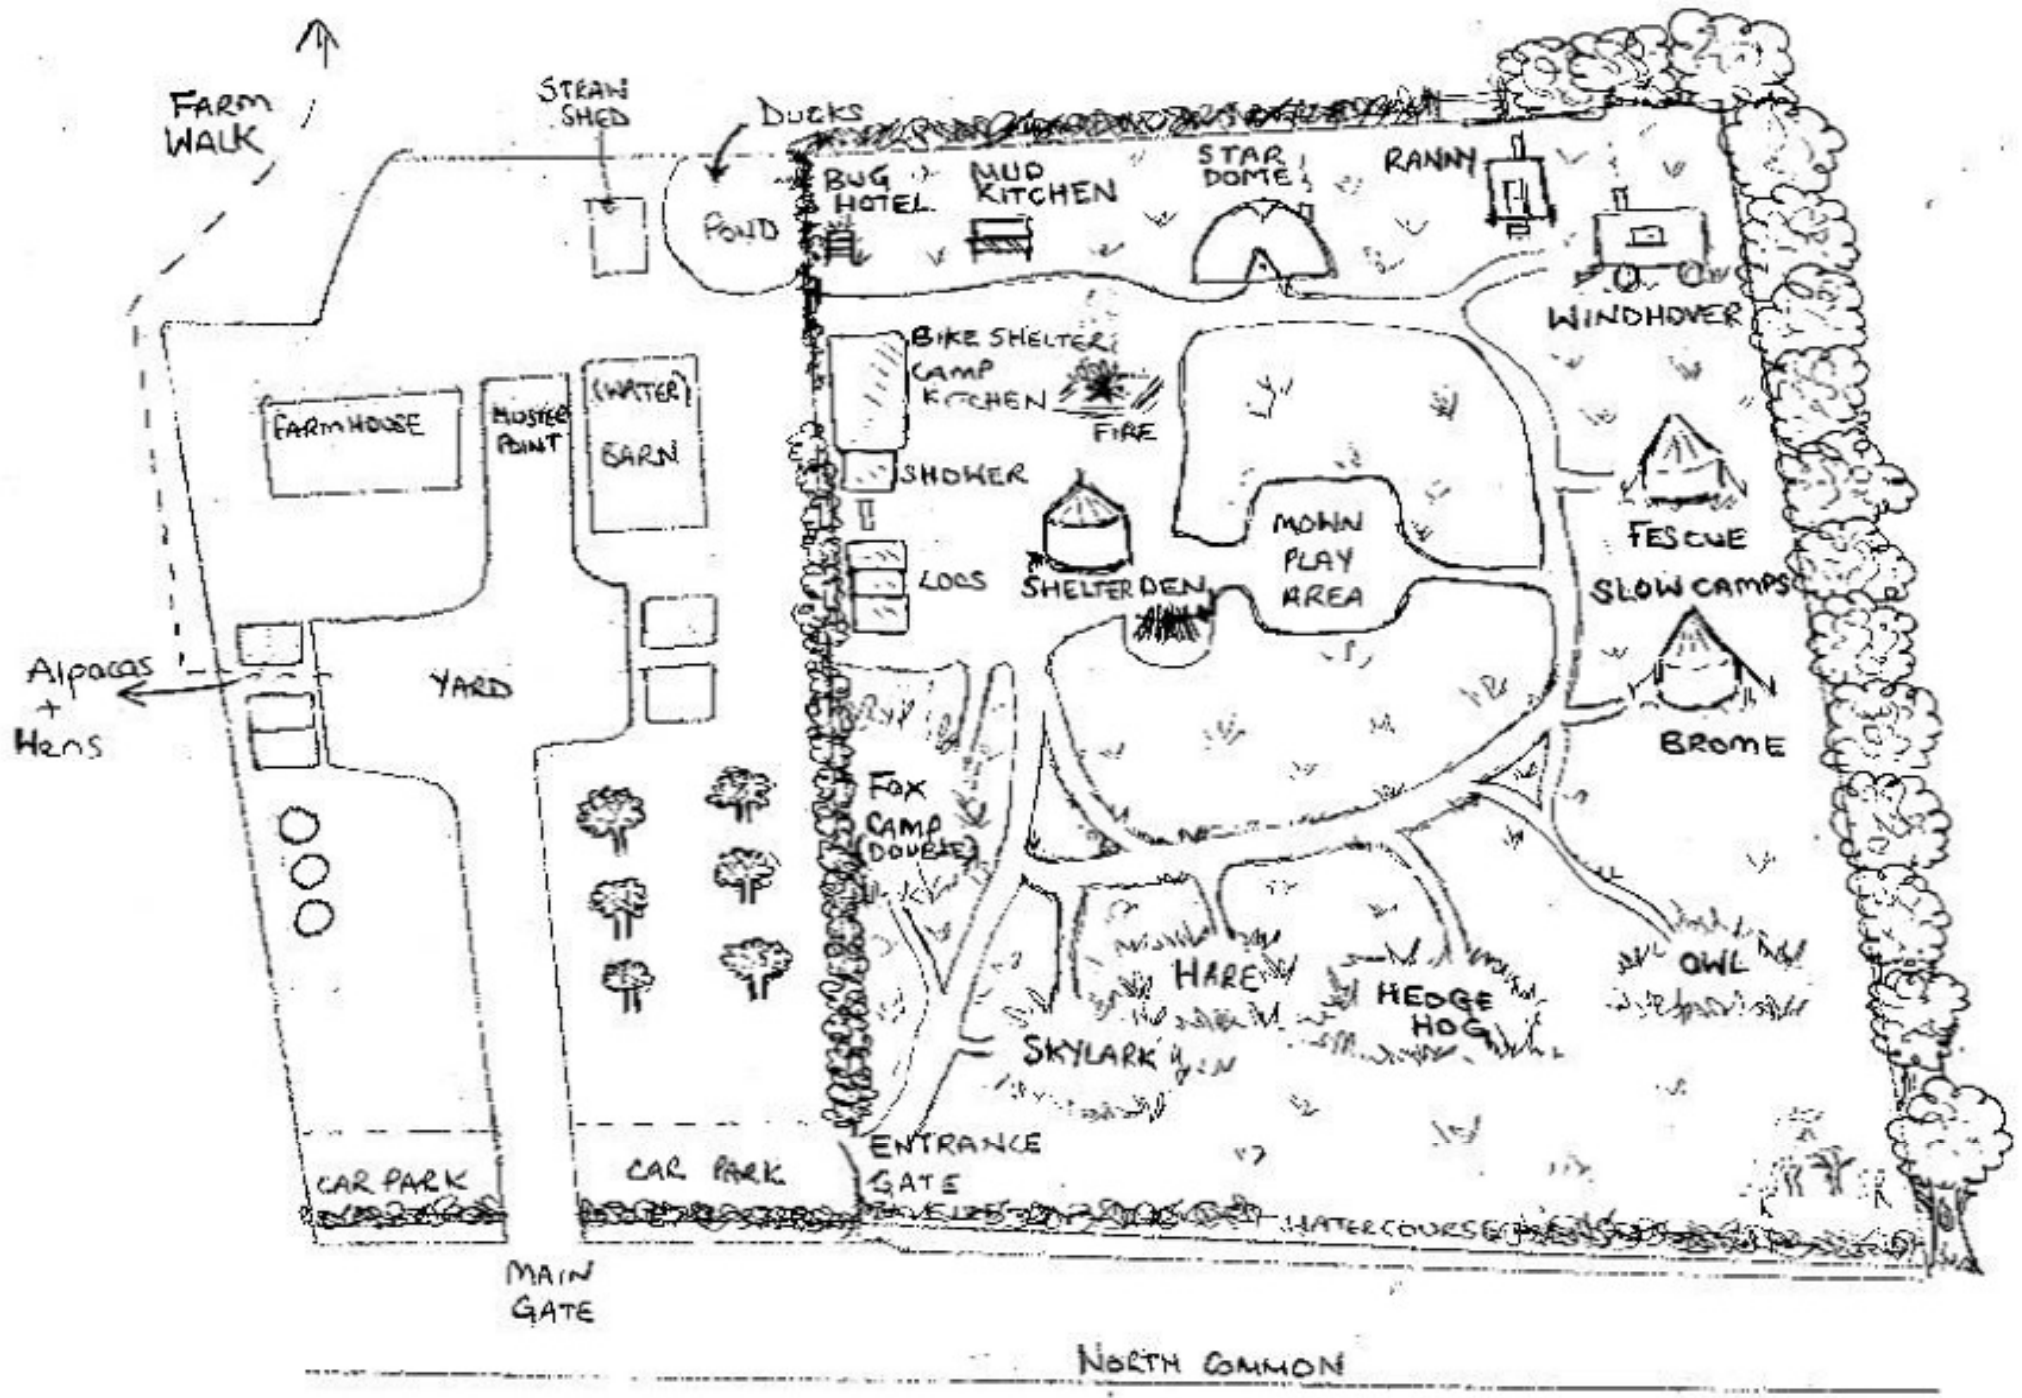 FARM
WALK
STRAW
SHED
DUCKS
POND
BUG
HOTEL
MUD
KITCHEN
STAR
DOME
RANNY
WINDHOVER
FARMHOUSE
MUSTER
POINT
(WATER)
BARN
BIKE SHELTER
CAMP
KITCHEN
FIRE
SHOWER
LOOS
SHELTER DEN
MOWN
PLAY
AREA
FESCUE
SLOW CAMPS
BROME
Alpacas
+
Hens
YARD
FOX
CAMP
(DOUBLE)
HARE
HEDGE
HOG
OWL
SKYLARK
ENTRANCE
GATE
CAR PARK
CAR PARK
WATERCOURSE
MAIN
GATE
NORTH COMMON